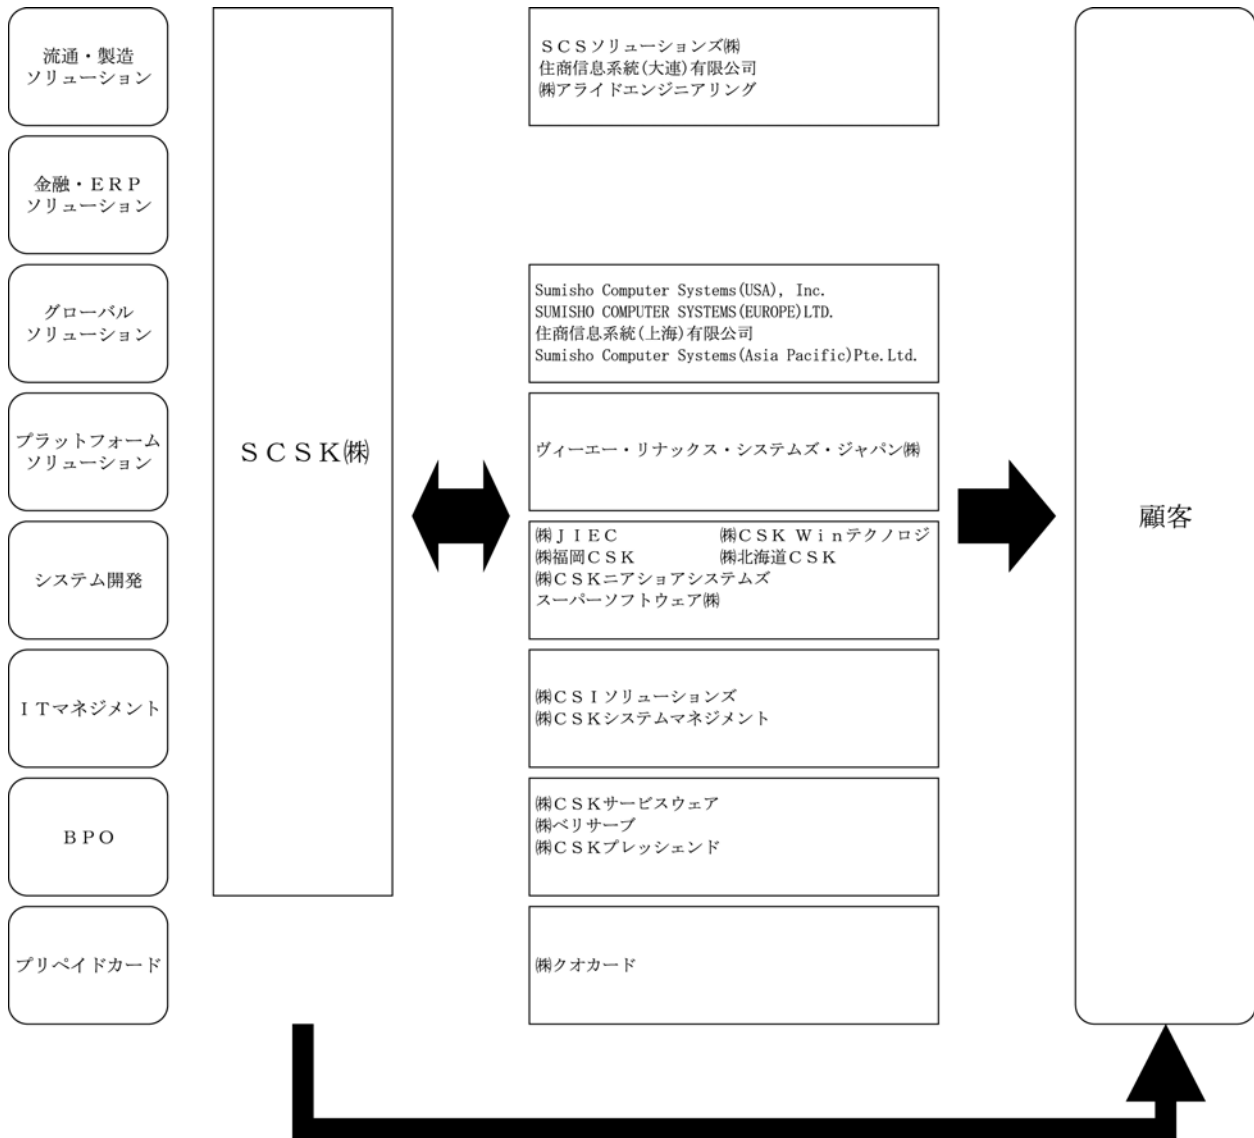 流通・製造
ソリューション
ＳＣＳソリューションズ㈱
住商信息系統(大連)有限公司
㈱アライドエンジニアリング
金融・ＥＲＰ
ソリューション
グローバル
ソリューション
Sumisho Computer Systems(USA), Inc.
SUMISHO COMPUTER SYSTEMS(EUROPE)LTD.
住商信息系統(上海)有限公司
Sumisho Computer Systems(Asia Pacific)Pte.Ltd.
プラットフォーム
ソリューション
ＳＣＳＫ㈱
ヴィーエー・リナックス・システムズ・ジャパン㈱
顧客
システム開発
㈱ＪＩＥＣ ㈱ＣＳＫ Ｗｉｎテクノロジ
㈱福岡ＣＳＫ ㈱北海道ＣＳＫ
㈱ＣＳＫニアショアシステムズ
スーパーソフトウェア㈱
ＩＴマネジメント
㈱ＣＳＩソリューションズ
㈱ＣＳＫシステムマネジメント
ＢＰＯ
㈱ＣＳＫサービスウェア
㈱ベリサーブ
㈱ＣＳＫプレッシェンド
プリペイドカード
㈱クオカード